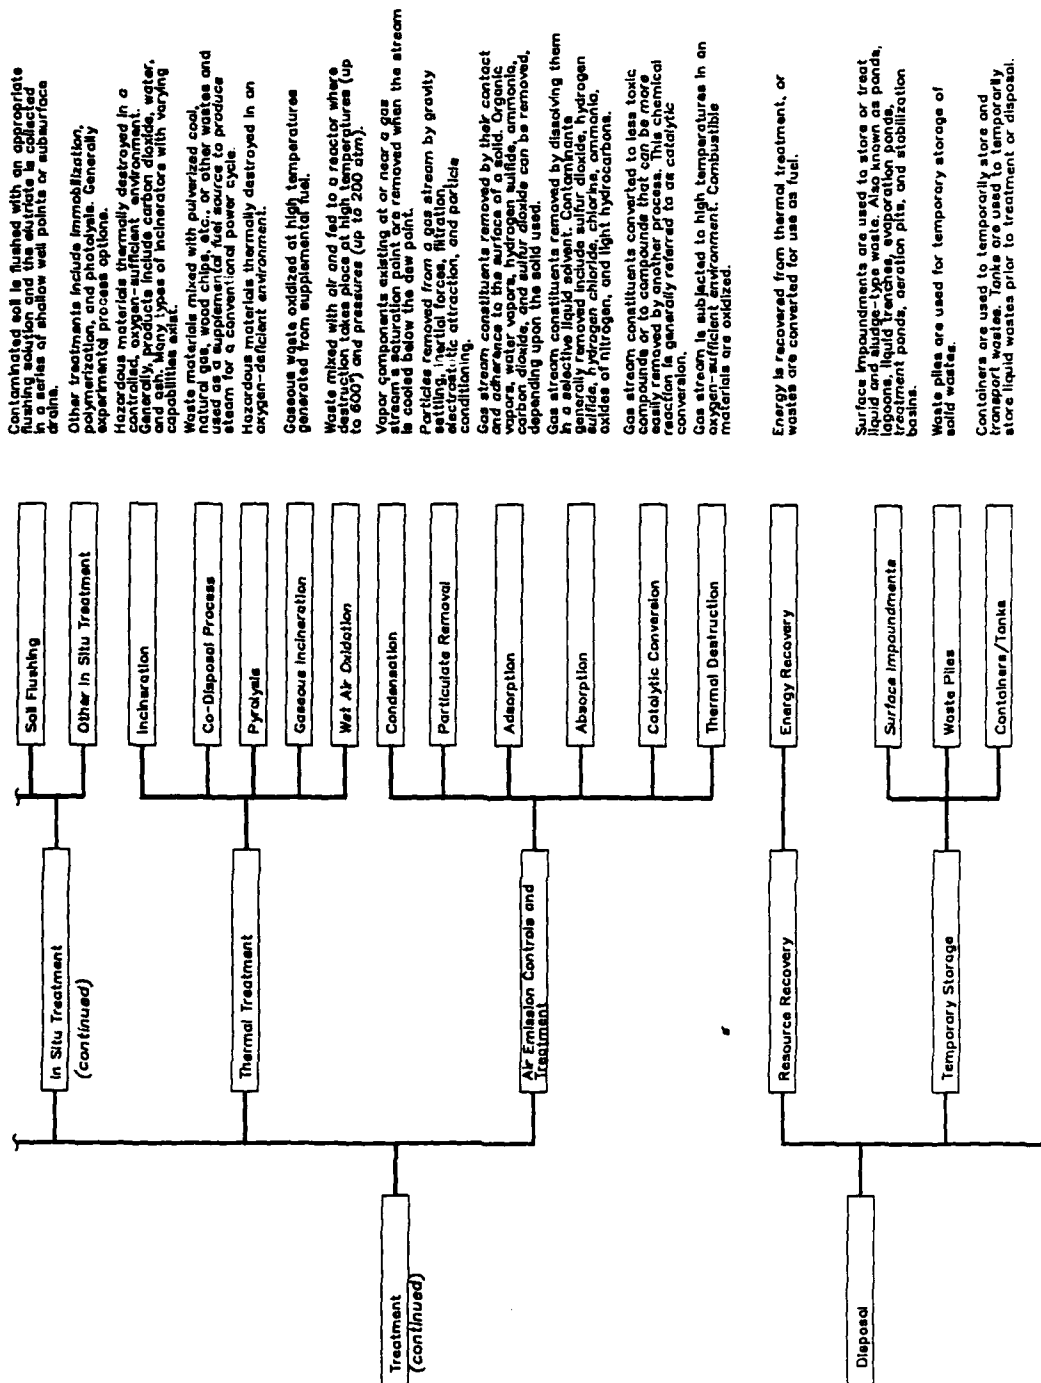 Treatment
(continued)
In Situ Treatment
(continued)
Soil Flushing
Contaminated soil is flushed with an appropriate
flushing solution and the elutriate is collected
in a series of shallow well points or subsurface
drains.
Other In Situ Treatment
Other treatments include immobilization,
polymerization, and photolysis. Generally
experimental process options.
Thermal Treatment
Incineration
Hazardous materials thermally destroyed in a
controlled, oxygen-sufficient environment.
Generally, products include carbon dioxide, water,
and ash. Many types of incinerators with varying
capabilities exist.
Co-Disposal Process
Waste materials mixed with pulverized coal,
natural gas, wood chips, etc., or other wastes and
used as a supplemental fuel source to produce
steam for a conventional power cycle.
Pyrolysis
Hazardous materials thermally destroyed in an
oxygen-deficient environment.
Gaseous Incineration
Gaseous waste oxidized at high temperatures
generated from supplemental fuel.
Wet Air Oxidation
Waste mixed with air and fed to a reactor where
destruction takes place at high temperatures (up
to 600°) and pressures (up to 200 atm).
Air Emission Controls and
Treatment
Condensation
Vapor components existing at or near a gas
stream's saturation point are removed when the stream
is cooled below the dew point.
Particulate Removal
Particles removed from a gas stream by gravity
settling, inertial forces, filtration,
electrostatic attraction, and particle
conditioning.
Adsorption
Gas stream constituents removed by their contact
and adherence to the surface of a solid. Organic
vapors, water vapors, hydrogen sulfide, ammonia,
carbon dioxide, and sulfur dioxide can be removed,
depending upon the solid used.
Absorption
Gas stream constituents removed by dissolving them
in a selective liquid solvent. Contaminants
generally removed include sulfur dioxide, hydrogen
sulfide, hydrogen chloride, chlorine, ammonia,
oxides of nitrogen, and light hydrocarbons.
Catalytic Conversion
Gas stream constituents converted to less toxic
compounds or to compounds that can be more
easily removed by another process. This chemical
reaction is generally referred to as catalytic
conversion.
Thermal Destruction
Gas stream is subjected to high temperatures in an
oxygen-sufficient environment. Combustible
materials are oxidized.
Disposal
Resource Recovery
Energy Recovery
Energy is recovered from thermal treatment, or
wastes are converted for use as fuel.
Temporary Storage
Surface Impoundments
Surface impoundments are used to store or treat
liquid and sludge-type waste. Also known as ponds,
lagoons, liquid trenches, evaporation ponds,
treatment ponds, aeration pits, and stabilization
basins.
Waste Piles
Waste piles are used for temporary storage of
solid wastes.
Containers/Tanks
Containers are used to temporarily store and
transport wastes. Tanks are used to temporarily
store liquid wastes prior to treatment or disposal.